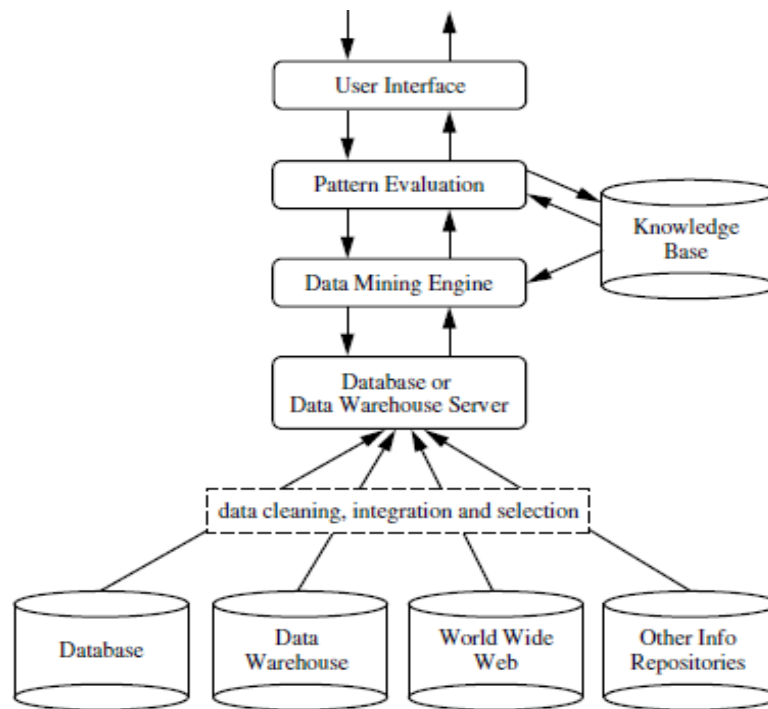 User Interface
Pattern Evaluation
Knowledge
Base
Data Mining Engine
Database or
Data Warehouse Server
data cleaning, integration and selection
Database
Data
Warehouse
World Wide
Web
Other Info
Repositories